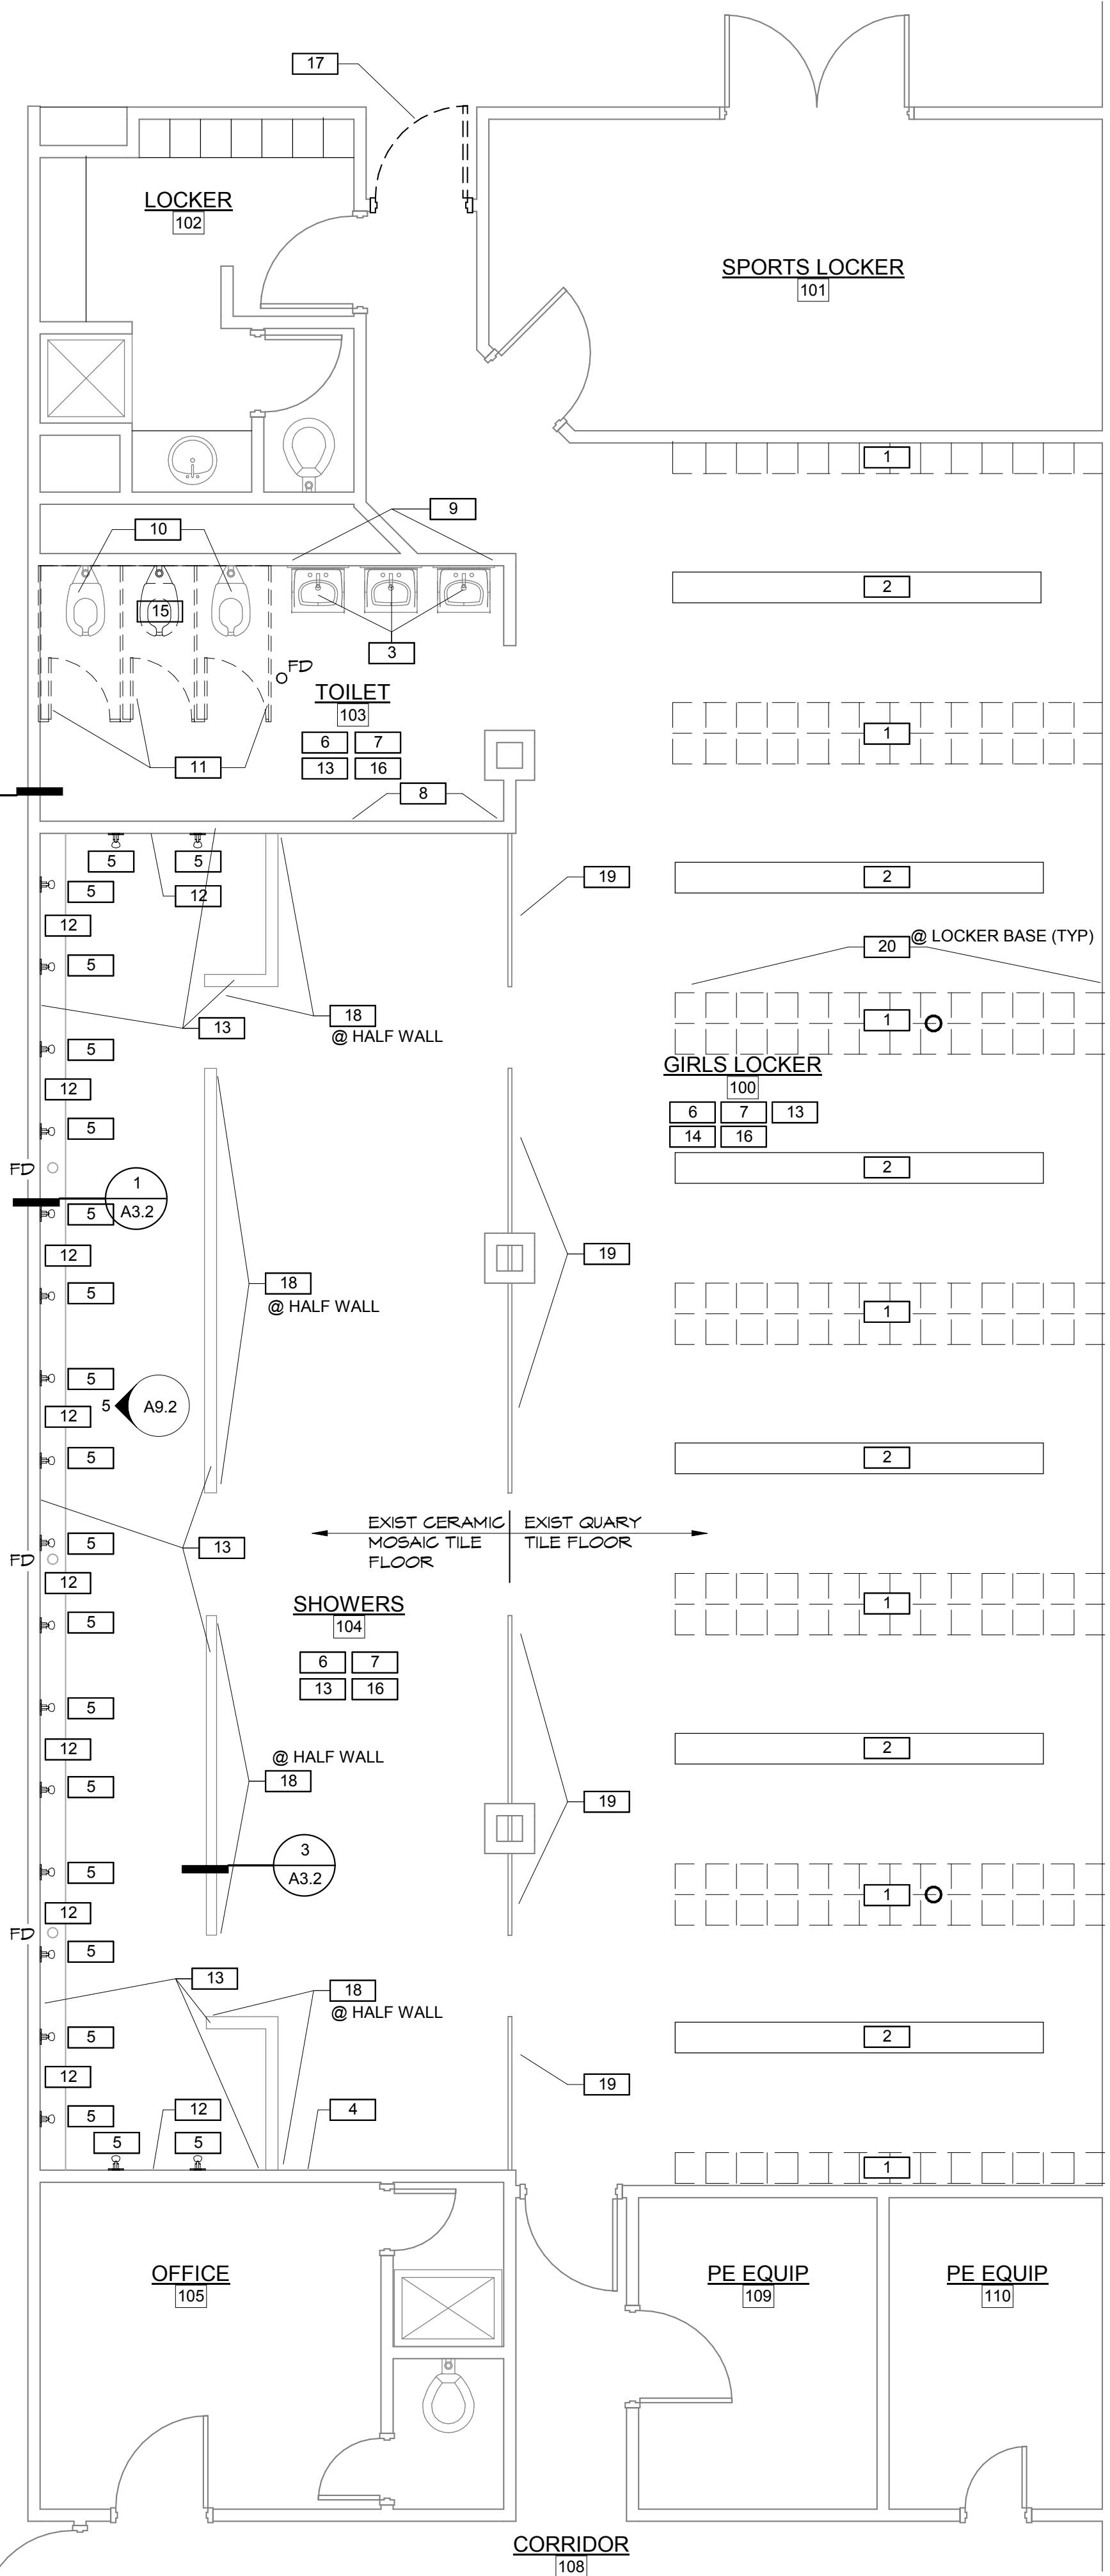 17
LOCKER
102
SPORTS LOCKER
101
1
9
10
2
15
3
FD
TOILET
103
6 7
13 16
1
11
8
5 5
12
19
2
5
12
@ LOCKER BASE (TYP)
20
5
13
18
@ HALF WALL
1
5
GIRLS LOCKER
100
12
6 7 13
14 16
5
FD
2
1
A3.2
5
12
19
18
@ HALF WALL
5
1
5
12
5 A9.2
5
2
EXIST CERAMIC
MOSAIC TILE
FLOOR
EXIST QUARY
TILE FLOOR
5
13
FD
12
SHOWERS
104
1
5
6 7
13 16
5
12
@ HALF WALL
18
2
5
19
3
A3.2
5
12
1
FD
5
13
18
@ HALF WALL
5
2
12
19
5
12
4
5 5
1
OFFICE
105
PE EQUIP
109
PE EQUIP
110
CORRIDOR
108